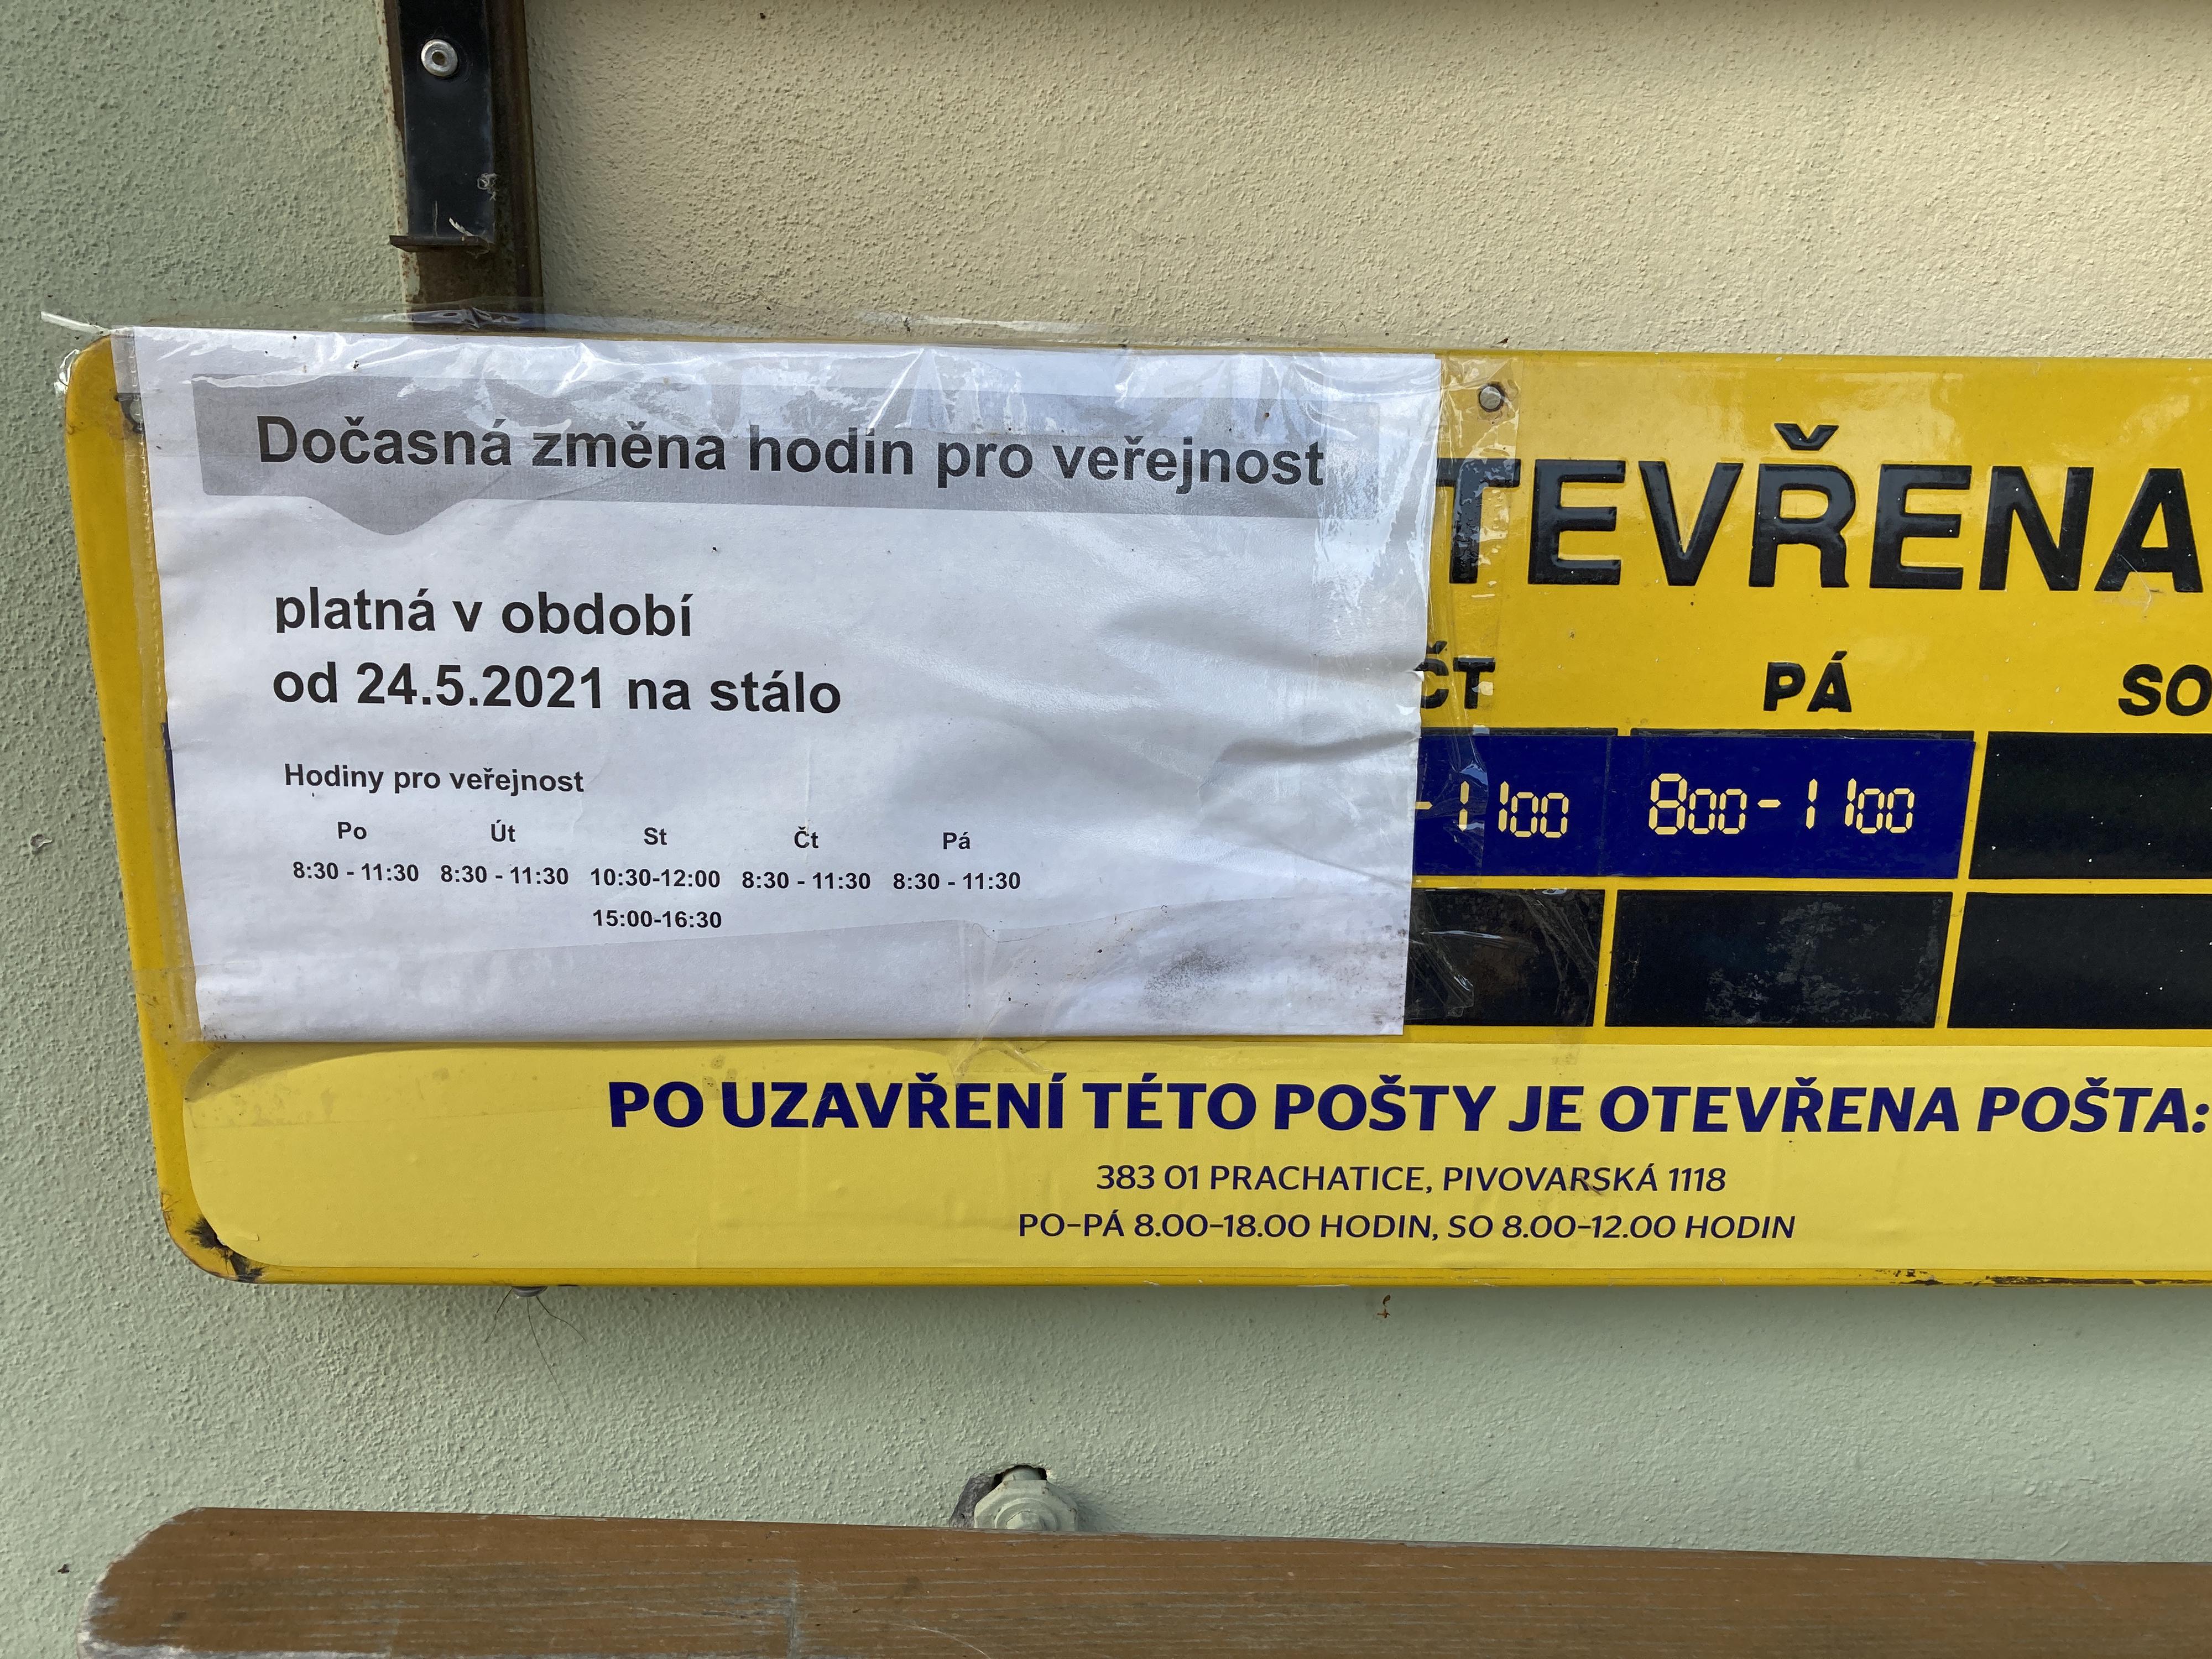 Dočasná změna hodin pro veřejnost
platná v období
od 24.5.2021 na stálo
Hodiny pro veřejnost
Po Út St Čt Pá
8:30 - 11:30 8:30 - 11:30 10:30-12:00 8:30 - 11:30 8:30 - 11:30
15:00-16:30
TEVŘENA
ČT PÁ SO
- 1100 800 - 1100
PO UZAVŘENÍ TÉTO POŠTY JE OTEVŘENA POŠTA:
383 01 PRACHATICE, PIVOVARSKÁ 1118
PO-PÁ 8.00-18.00 HODIN, SO 8.00-12.00 HODIN